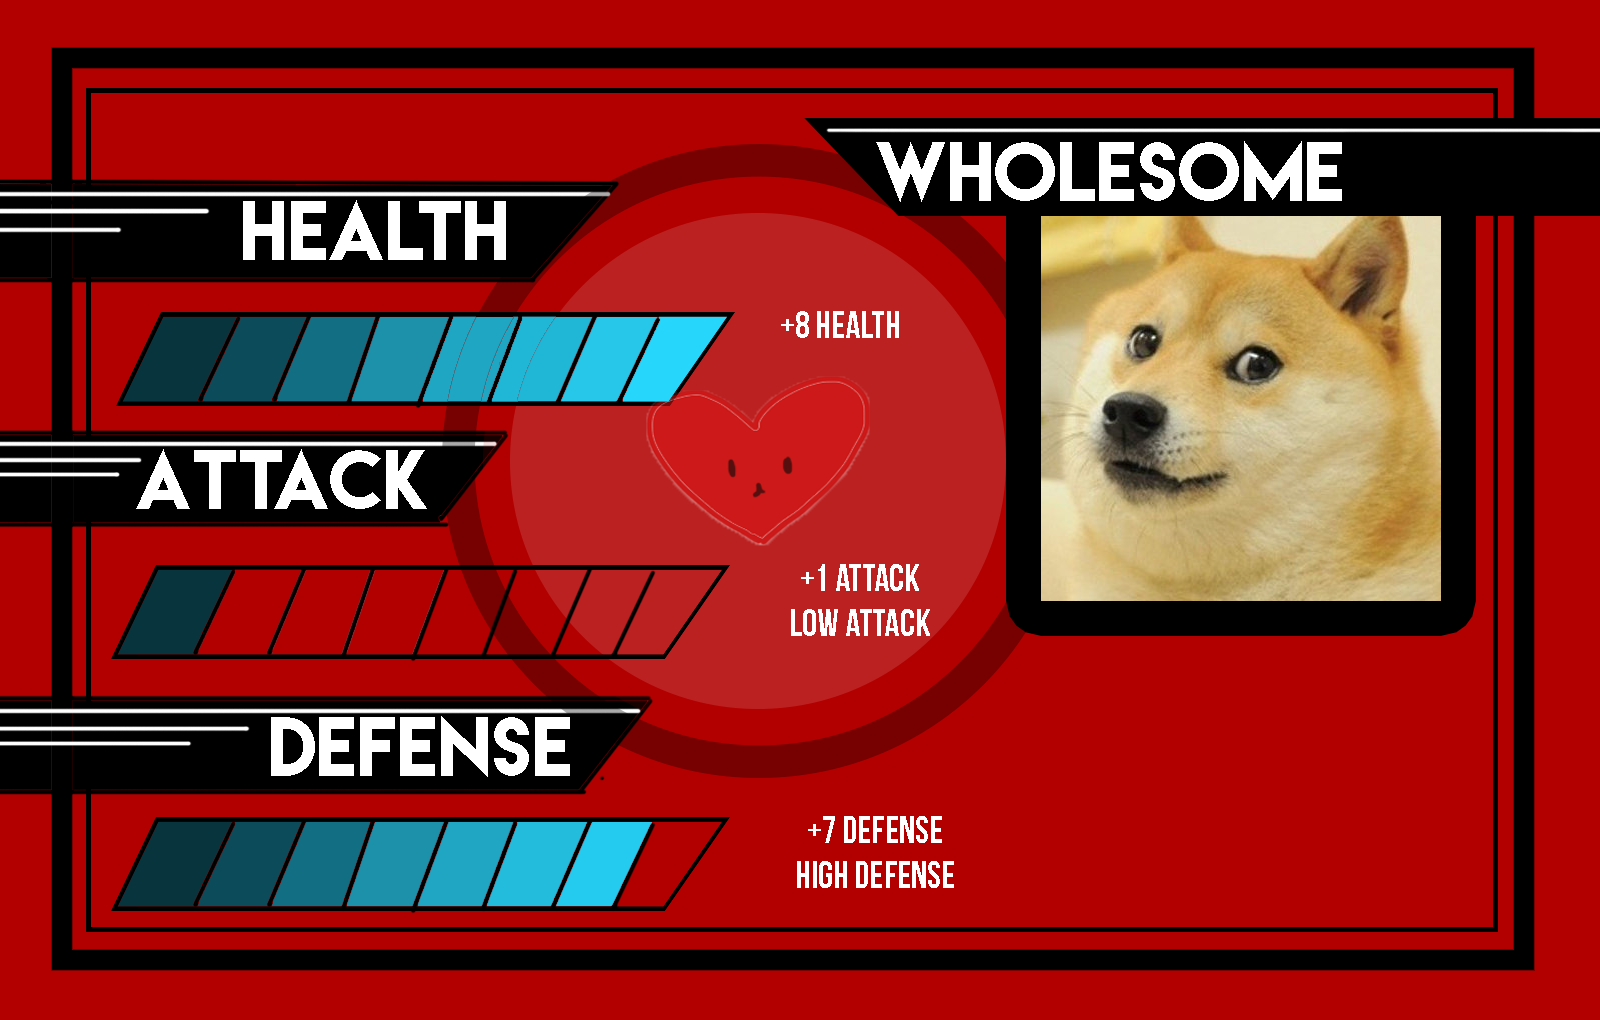 WHOLESOME
HEALTH
+8 HEALTH
ATTACK
+1 ATTACK
LOW ATTACK
DEFENSE
+7 DEFENSE
HIGH DEFENSE